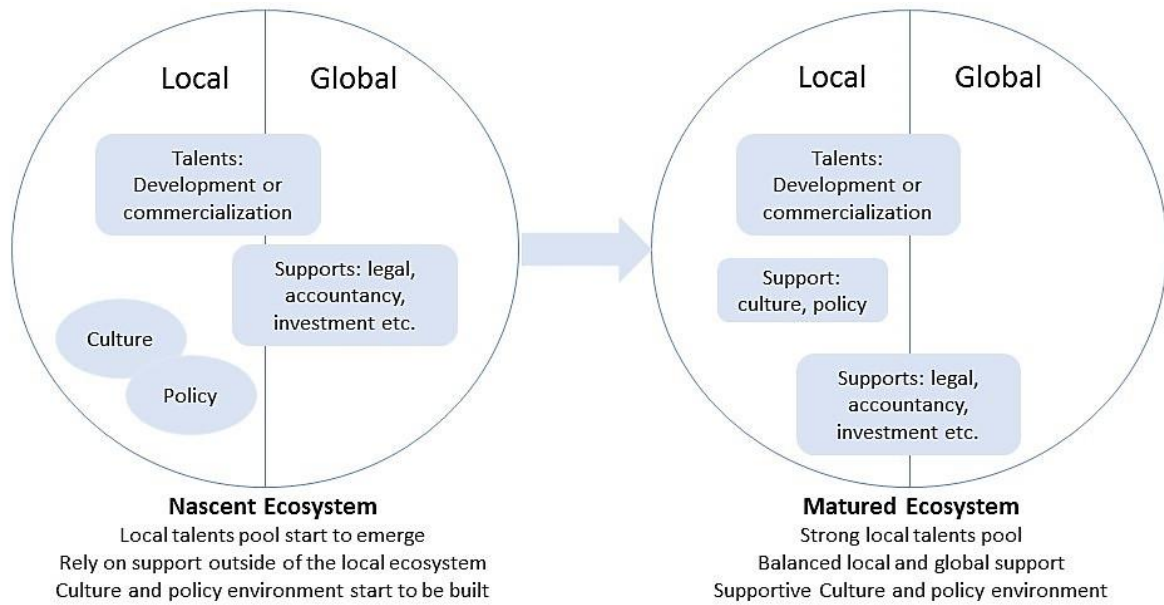 Local
Global
Talents:
Development or
commercialization
Supports: legal,
accountancy,
investment etc.
Culture
Policy
Nascent Ecosystem
Local talents pool start to emerge
Rely on support outside of the local ecosystem
Culture and policy environment start to be built
Local
Global
Talents:
Development or
commercialization
Support:
culture, policy
Supports: legal,
accountancy,
investment etc.
Matured Ecosystem
Strong local talents pool
Balanced local and global support
Supportive Culture and policy environment